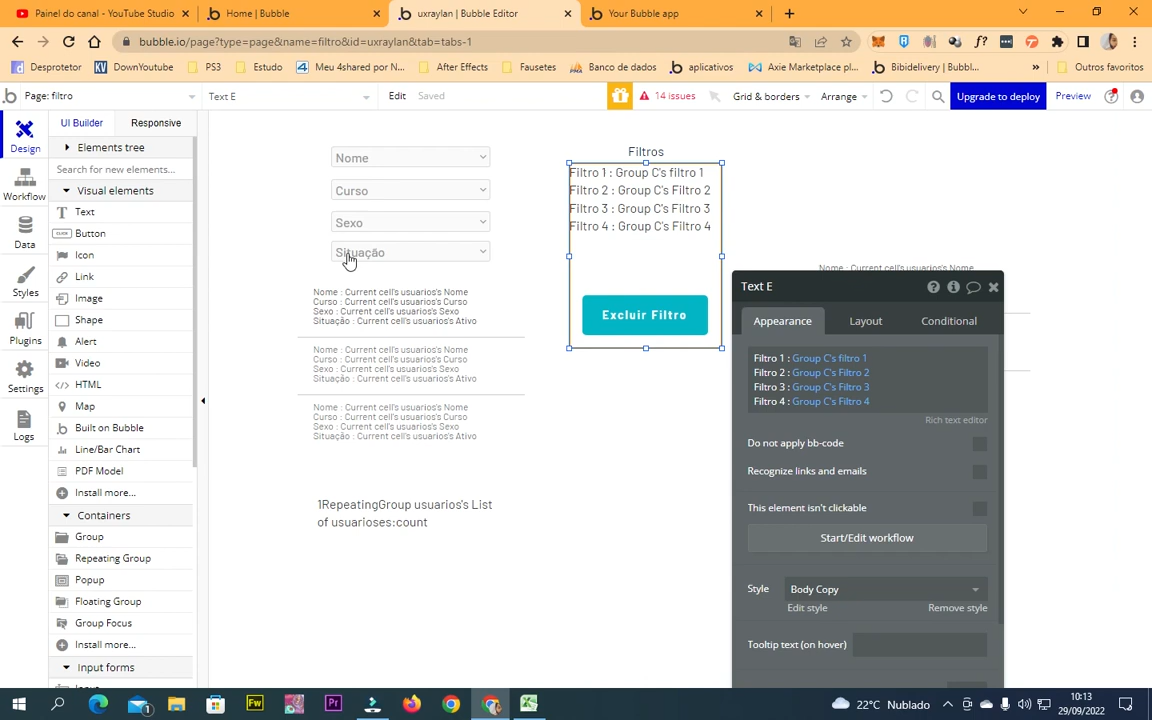 Painel do canal - YouTube Studio
Home | Bubble
uxraylan | Bubble Editor
Your Bubble app
bubble.io/page?type=page&name=filtro&id=uxraylan&tab=tabs-1
Desprotetor
DownYoutube
PS3
Estudo
Meu 4shared por N...
After Effects
Fausetes
Banco de dados
aplicativos
Axie Marketplace pl...
Bibidelivery | Bubbl...
Outros favoritos
Page: filtro
Text E
Edit
Saved
14 issues
Grid & borders
Arrange
Upgrade to deploy
Preview
Design
Workflow
Data
Styles
Plugins
Settings
Logs
UI Builder
Responsive
Elements tree
Search for new elements...
Visual elements
Text
Button
Icon
Link
Image
Shape
Alert
Video
HTML
Map
Built on Bubble
Line/Bar Chart
PDF Model
Install more...
Containers
Group
Repeating Group
Popup
Floating Group
Group Focus
Install more...
Input forms
Nome
Curso
Sexo
Situação
Nome : Current cell's usuarios's Nome
Curso : Current cell's usuarios's Curso
Sexo : Current cell's usuarios's Sexo
Situação : Current cell's usuarios's Ativo
Nome : Current cell's usuarios's Nome
Curso : Current cell's usuarios's Curso
Sexo : Current cell's usuarios's Sexo
Situação : Current cell's usuarios's Ativo
Nome : Current cell's usuarios's Nome
Curso : Current cell's usuarios's Curso
Sexo : Current cell's usuarios's Sexo
Situação : Current cell's usuarios's Ativo
1RepeatingGroup usuarios's List
of usuarioses:count
Filtros
Filtro 1 : Group C's filtro 1
Filtro 2 : Group C's Filtro 2
Filtro 3 : Group C's Filtro 3
Filtro 4 : Group C's Filtro 4
Excluir Filtro
Nome : Current cell's usuarios's Nome
Text E
Appearance
Layout
Conditional
Filtro 1 : Group C's filtro 1
Filtro 2 : Group C's Filtro 2
Filtro 3 : Group C's Filtro 3
Filtro 4 : Group C's Filtro 4
Rich text editor
Do not apply bb-code
Recognize links and emails
This element isn't clickable
Start/Edit workflow
Style
Body Copy
Edit style
Remove style
Tooltip text (on hover)
22°C Nublado
10:13
29/09/2022